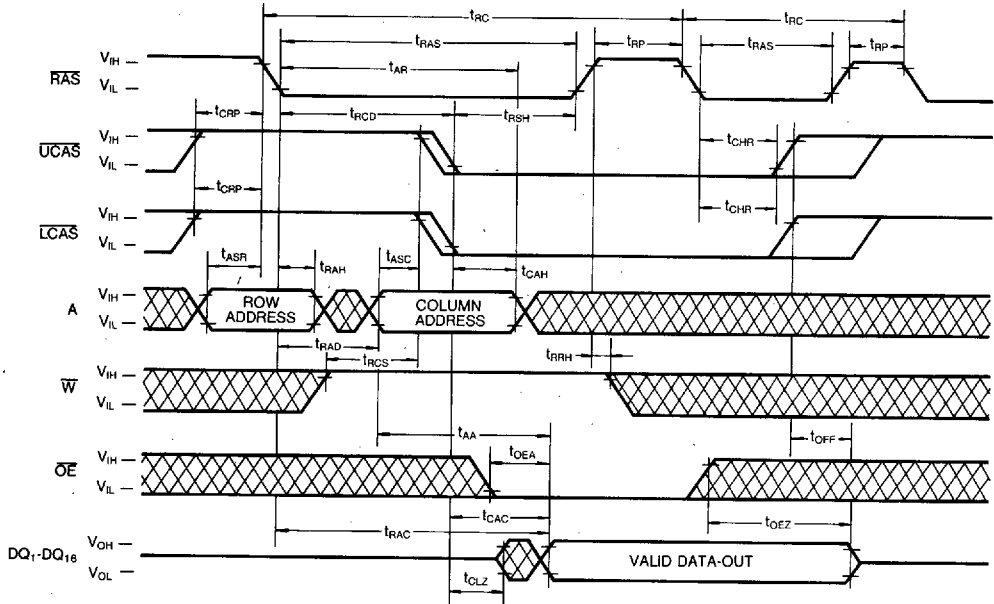 tRC tRC
tRAS tRP tRAS tRP
tAR
RAS VIH VIL
tCRP tRCD tRSH
UCAS VIH VIL
tCHR
tCRP
tCHR
LCAS VIH VIL
tASR tRAH tASC tCAH
A VIH VIL
ROW ADDRESS
COLUMN ADDRESS
tRAD
tRCS tRRH
W VIH VIL
tAA tOFF
tOEA
OE VIH VIL
tCAC tOEZ
tRAC
DQ1-DQ16 VOH VOL
VALID DATA-OUT
tCLZ